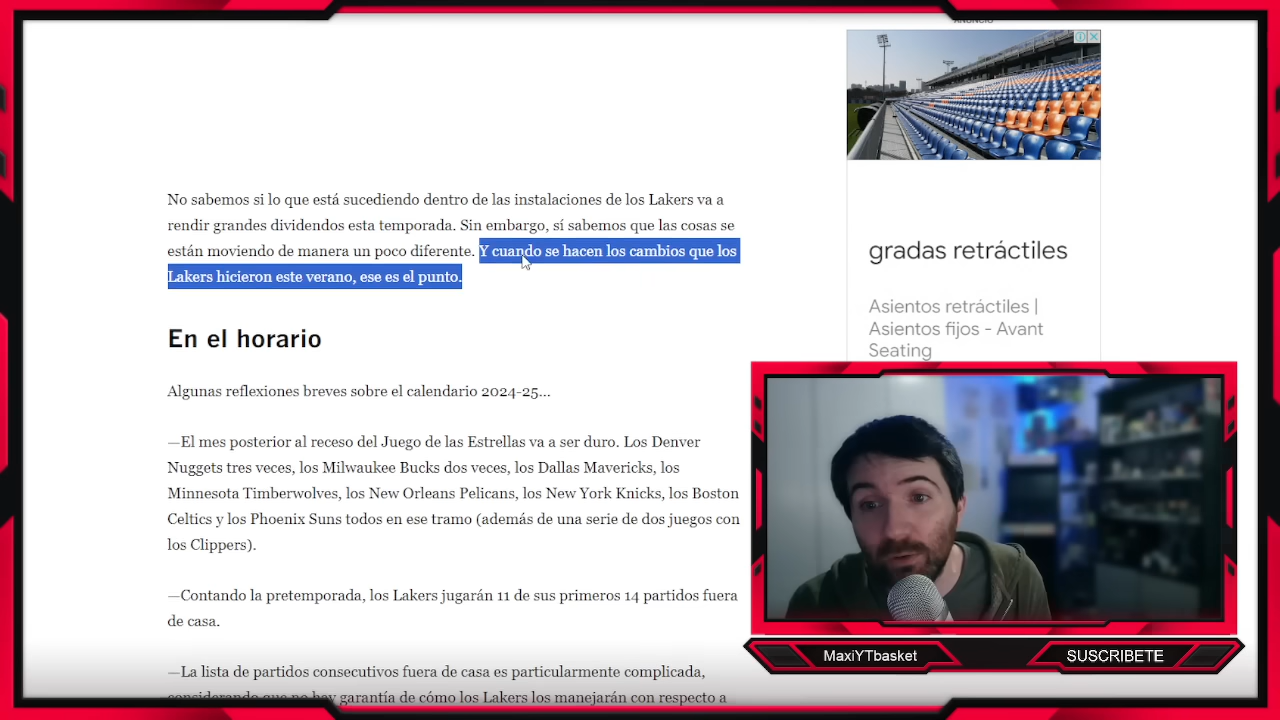 ANUNCIO
No sabemos si lo que está sucediendo dentro de las instalaciones de los Lakers va a
rendir grandes dividendos esta temporada. Sin embargo, sí sabemos que las cosas se
están moviendo de manera un poco diferente. Y cuando se hacen los cambios que los
Lakers hicieron este verano, ese es el punto.
En el horario
Algunas reflexiones breves sobre el calendario 2024-25...
—El mes posterior al receso del Juego de las Estrellas va a ser duro. Los Denver
Nuggets tres veces, los Milwaukee Bucks dos veces, los Dallas Mavericks, los
Minnesota Timberwolves, los New Orleans Pelicans, los New York Knicks, los Boston
Celtics y los Phoenix Suns todos en ese tramo (además de una serie de dos juegos con
los Clippers).
—Contando la pretemporada, los Lakers jugarán 11 de sus primeros 14 partidos fuera
de casa.
—La lista de partidos consecutivos fuera de casa es particularmente complicada,
considerando que no hay garantía de cómo los Lakers los manejarán con respecto a
gradas retráctiles
Asientos retráctiles |
Asientos fijos - Avant
Seating
MaxiYTbasket
SUSCRIBETE